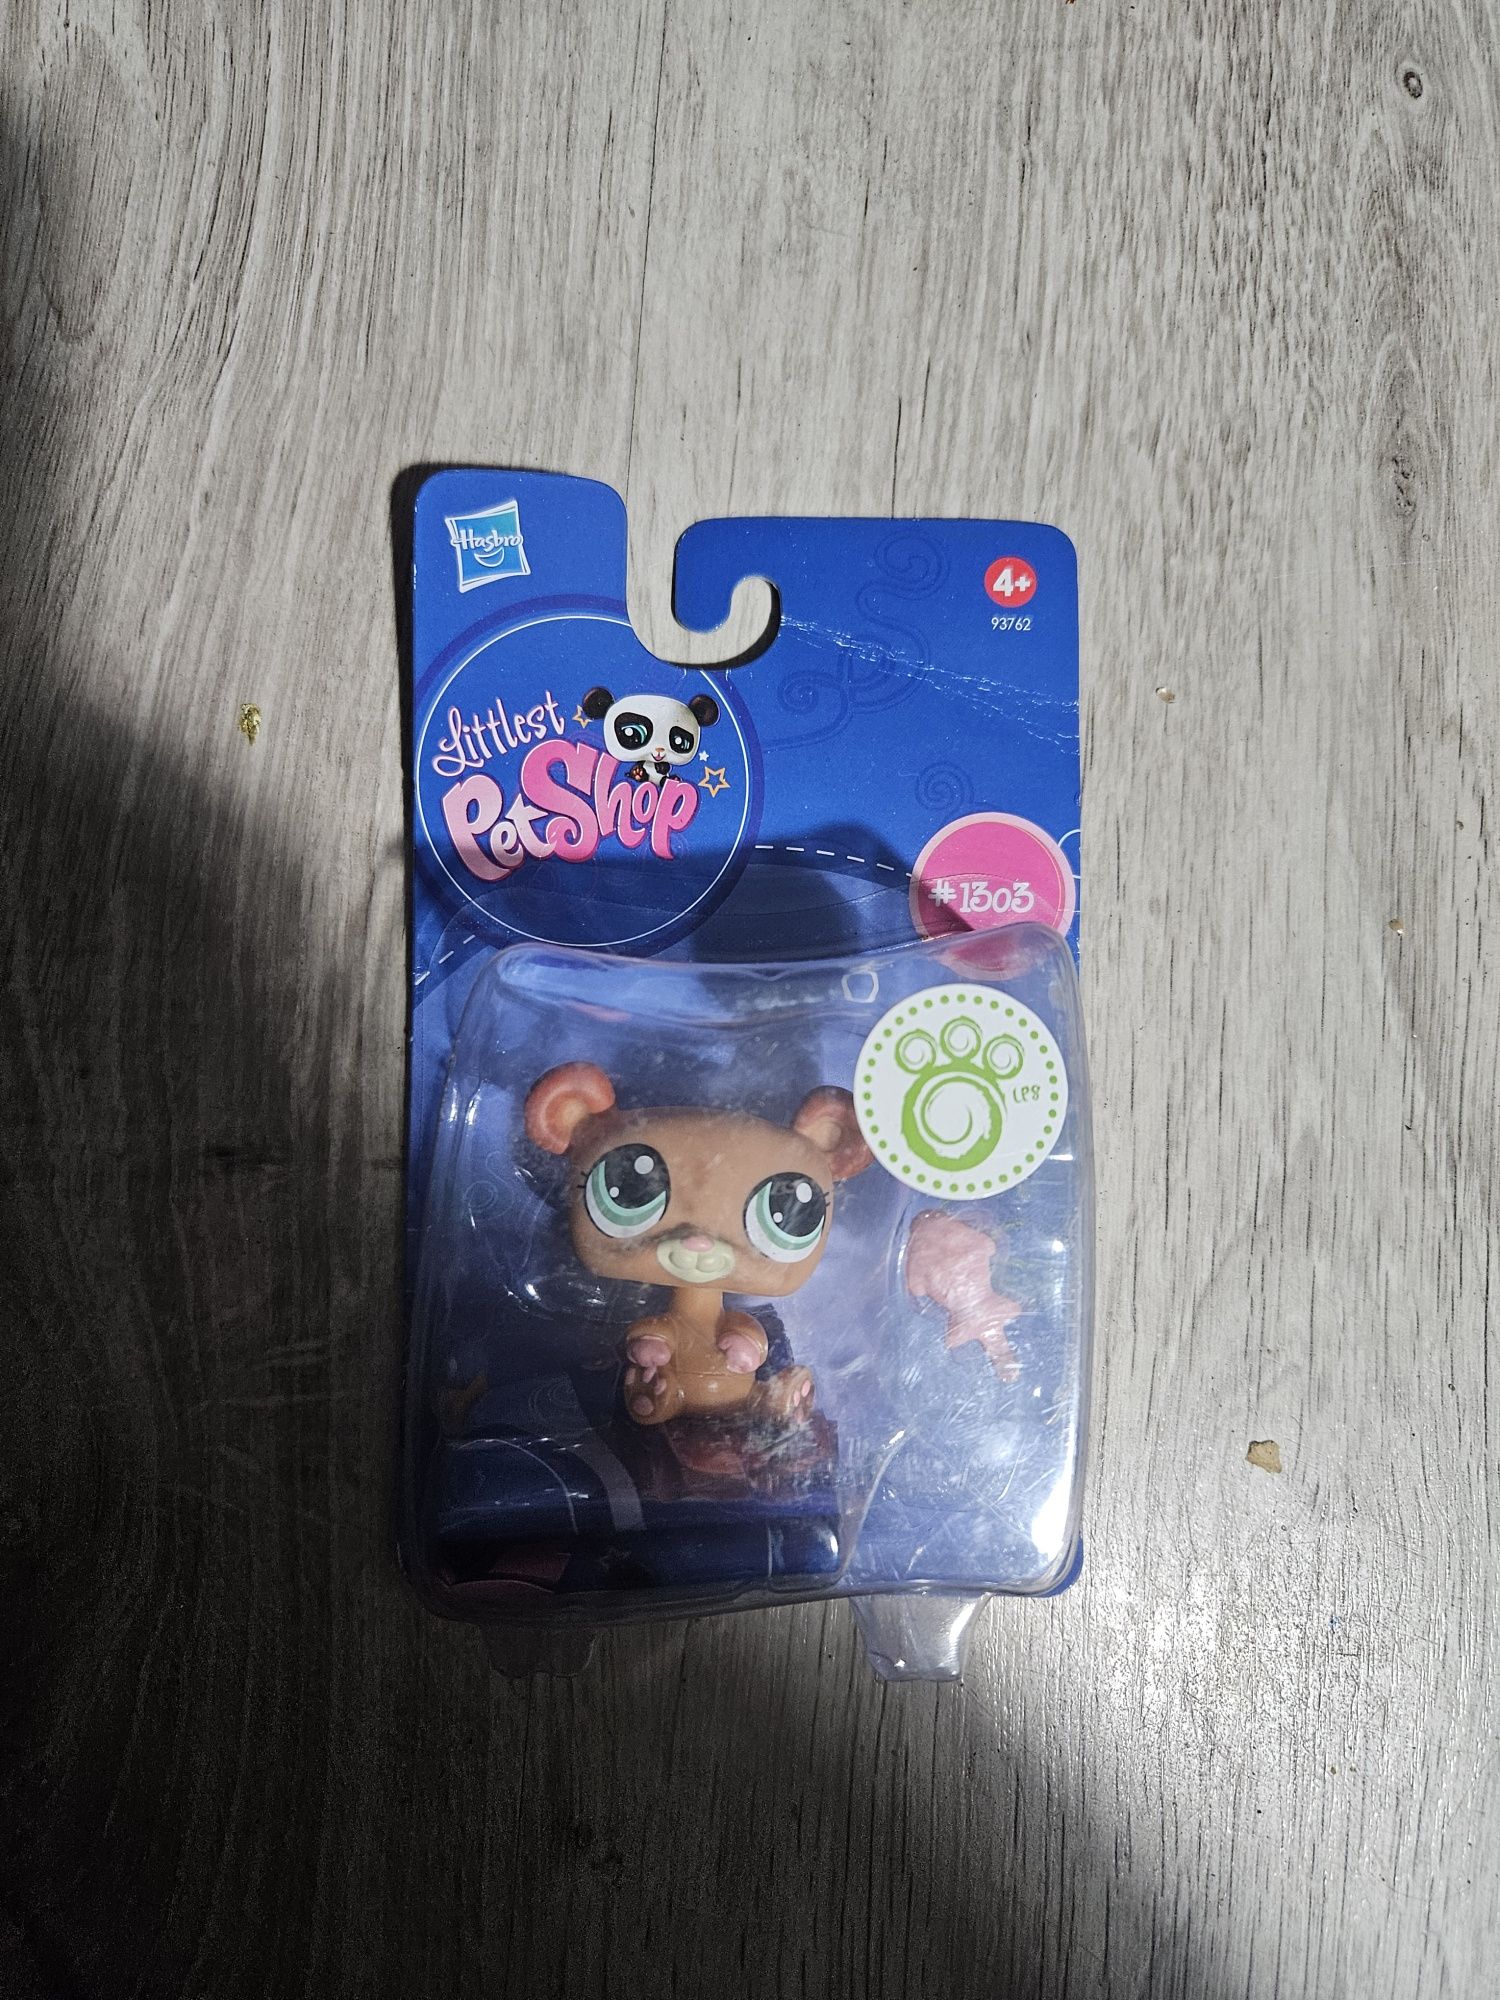 Hasbro
4+
93762
Littlest
PetShop
#1303
LPS